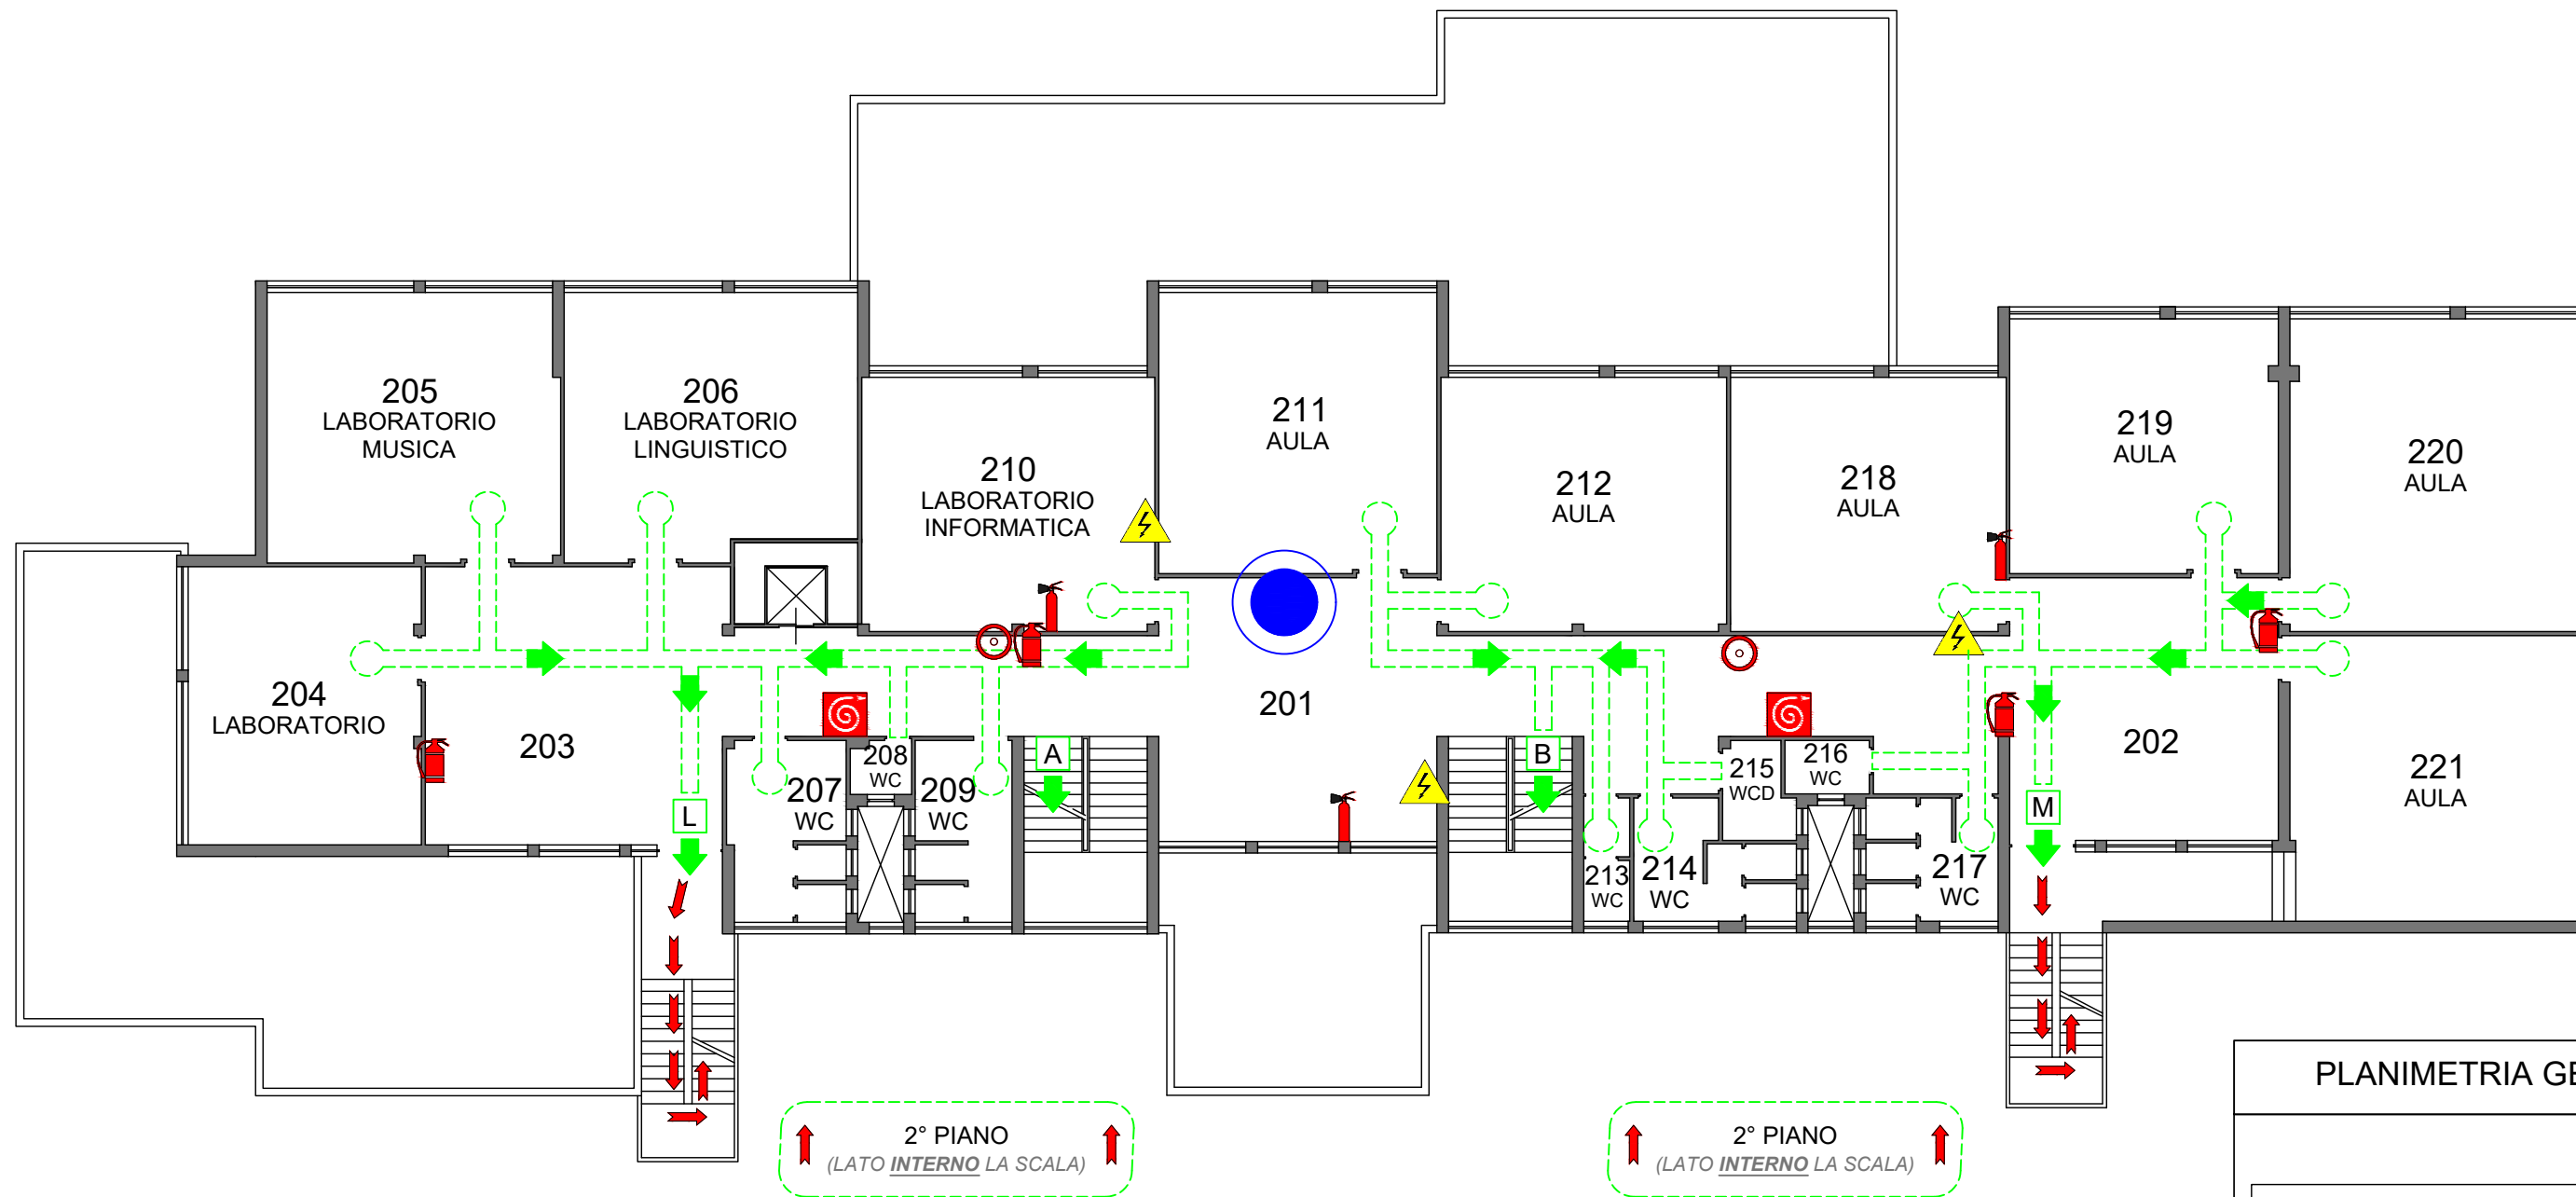 205
LABORATORIO
MUSICA
206
LABORATORIO
LINGUISTICO
210
LABORATORIO
INFORMATICA
211
AULA
212
AULA
218
AULA
219
AULA
220
AULA
204
LABORATORIO
203
201
202
221
AULA
207
WC
208
WC
209
WC
213
WC
214
WC
215
WCD
216
WC
217
WC
L
A
B
M
2° PIANO
(LATO INTERNO LA SCALA)
2° PIANO
(LATO INTERNO LA SCALA)
PLANIMETRIA